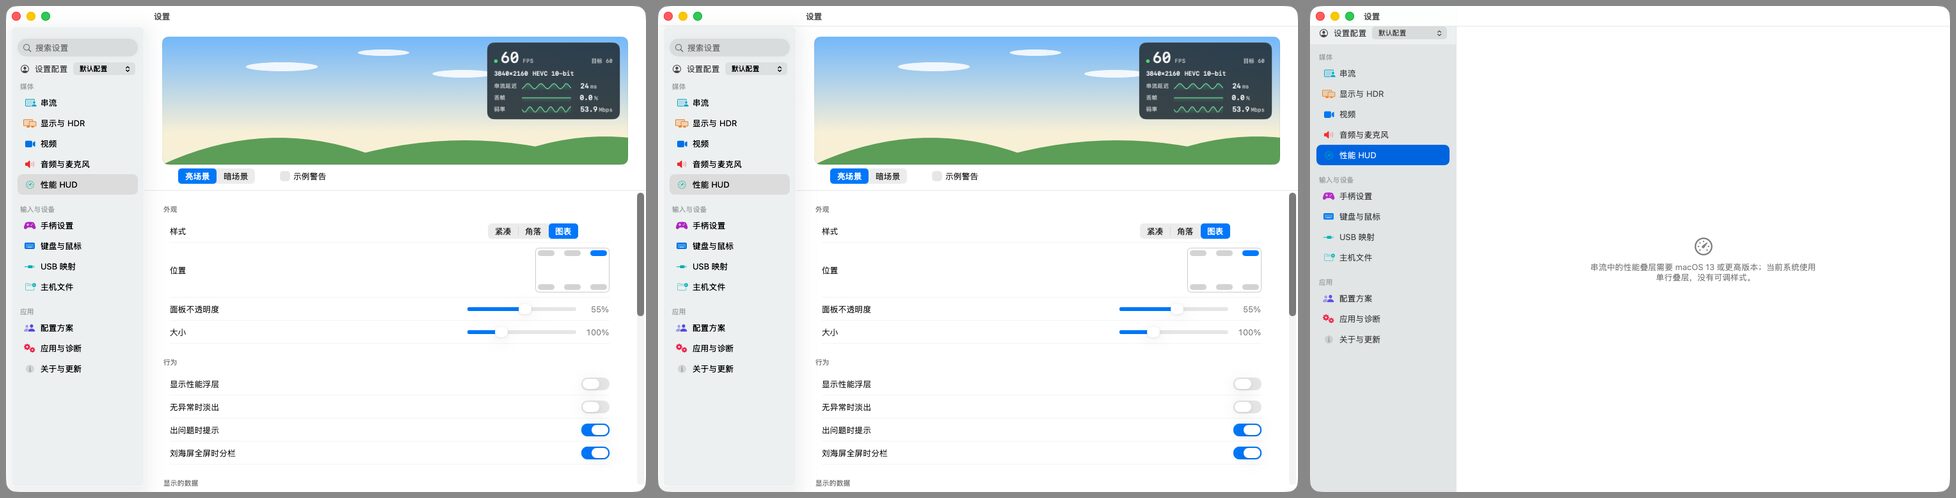 设置
搜索设置
设置配置 默认配置
媒体
串流
显示与 HDR
视频
音频与麦克风
性能 HUD
输入与设备
手柄设置
键盘与鼠标
USB 映射
主机文件
应用
配置方案
应用与诊断
关于与更新
60 FPS 目标 60
3840×2160 HEVC 10-bit
串流延迟 24 ms
丢帧 0.0 %
码率 53.9 Mbps
亮场景 暗场景 示例警告
外观
样式 紧凑 角落 图表
位置
面板不透明度 55%
大小 100%
行为
显示性能浮层
无异常时淡出
出问题时提示
刘海屏全屏时分栏
显示的数据
设置
搜索设置
设置配置 默认配置
媒体
串流
显示与 HDR
视频
音频与麦克风
性能 HUD
输入与设备
手柄设置
键盘与鼠标
USB 映射
主机文件
应用
配置方案
应用与诊断
关于与更新
60 FPS 目标 60
3840×2160 HEVC 10-bit
串流延迟 24 ms
丢帧 0.0 %
码率 53.9 Mbps
亮场景 暗场景 示例警告
外观
样式 紧凑 角落 图表
位置
面板不透明度 55%
大小 100%
行为
显示性能浮层
无异常时淡出
出问题时提示
刘海屏全屏时分栏
显示的数据
设置
设置配置 默认配置
媒体
串流
显示与 HDR
视频
音频与麦克风
性能 HUD
输入与设备
手柄设置
键盘与鼠标
USB 映射
主机文件
应用
配置方案
应用与诊断
关于与更新
串流中的性能叠层需要 macOS 13 或更高版本；当前系统使用
单行叠层，没有可调样式。